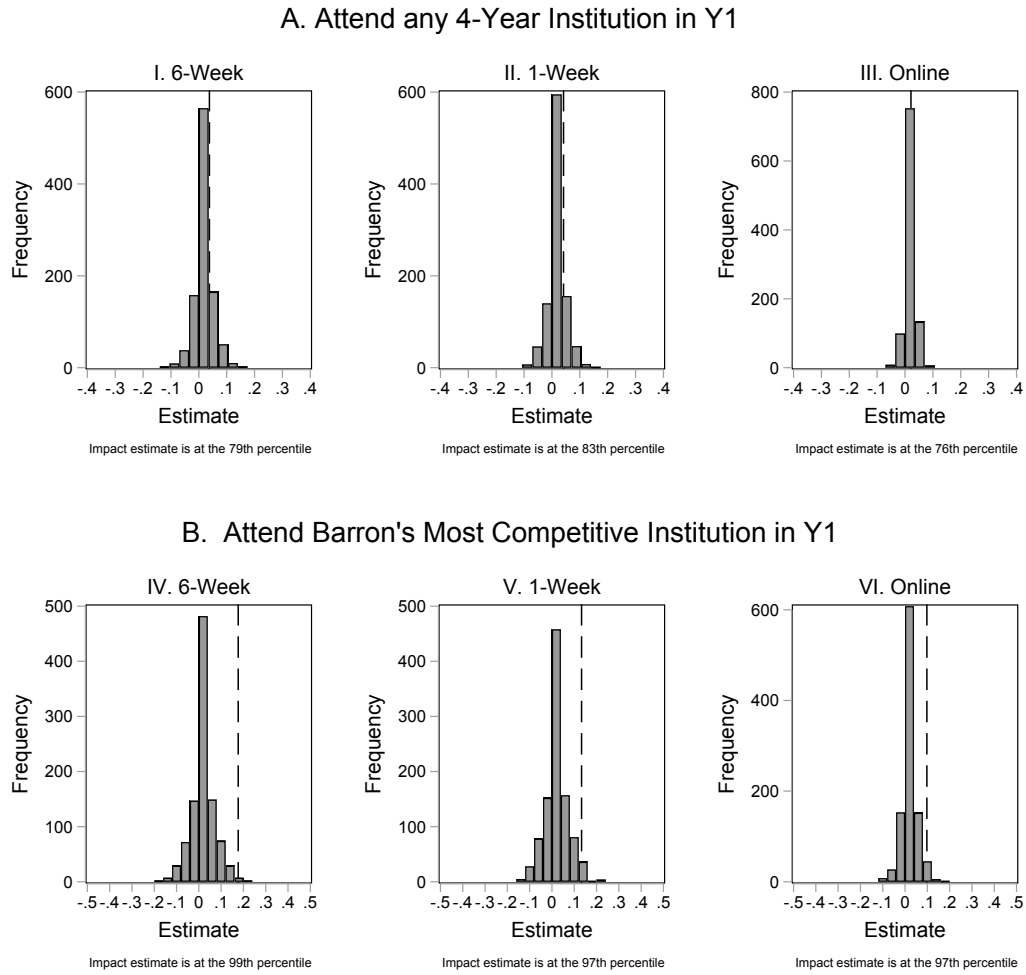 A. Attend any 4-Year Institution in Y1
I. 6-Week
600
400
200
0
Frequency
-.4 -.3 -.2 -.1 0 .1 .2 .3 .4
Estimate
Impact estimate is at the 79th percentile
II. 1-Week
600
400
200
0
Frequency
-.4 -.3 -.2 -.1 0 .1 .2 .3 .4
Estimate
Impact estimate is at the 83th percentile
III. Online
800
600
400
200
0
Frequency
-.4 -.3 -.2 -.1 0 .1 .2 .3 .4
Estimate
Impact estimate is at the 76th percentile
B. Attend Barron's Most Competitive Institution in Y1
IV. 6-Week
500
400
300
200
100
0
Frequency
-.5 -.4 -.3 -.2 -.1 0 .1 .2 .3 .4 .5
Estimate
Impact estimate is at the 99th percentile
V. 1-Week
500
400
300
200
100
0
Frequency
-.5 -.4 -.3 -.2 -.1 0 .1 .2 .3 .4 .5
Estimate
Impact estimate is at the 97th percentile
VI. Online
600
400
200
0
Frequency
-.5 -.4 -.3 -.2 -.1 0 .1 .2 .3 .4 .5
Estimate
Impact estimate is at the 97th percentile